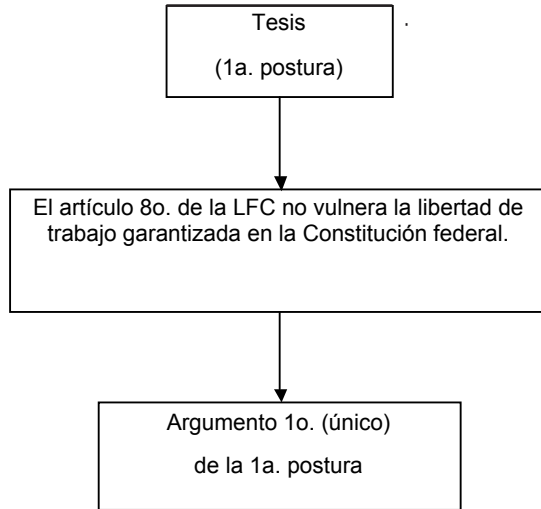 Tesis
(1a. postura)
El artículo 8o. de la LFC no vulnera la libertad de
trabajo garantizada en la Constitución federal.
Argumento 1o. (único)
de la 1a. postura